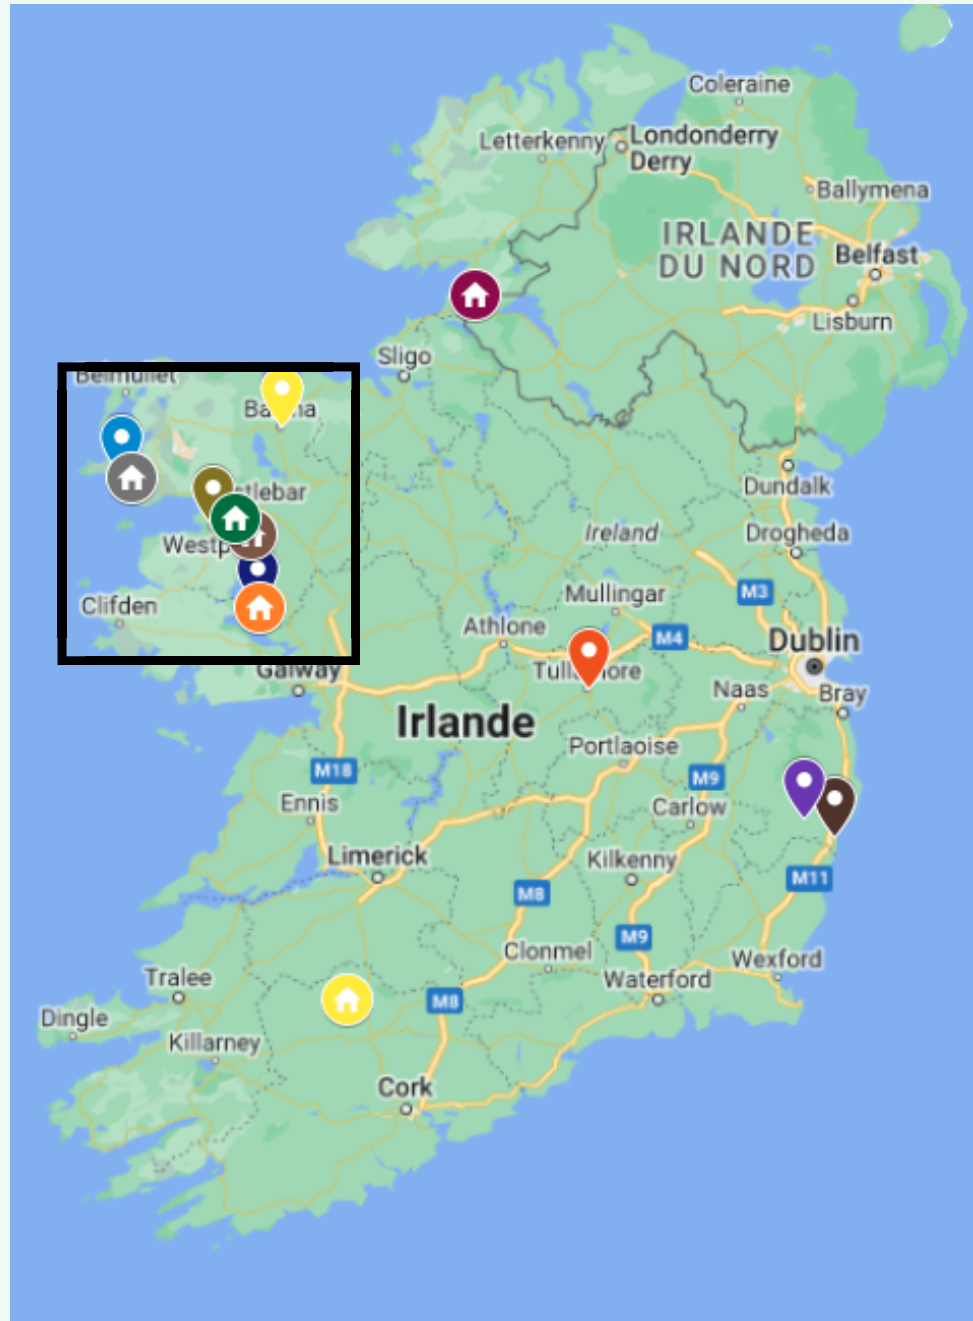 Coleraine
Letterkenny
Londonderry
Derry
Ballymena
IRLANDE
DU NORD
Belfast
Lisburn
Sligo
Belmullet
Dundalk
Ireland
Drogheda
Clifden
Mullingar
M3
Athlone
M4
Dublin
Galway
Naas
Bray
Irlande
Portlaoise
M18
M9
Ennis
Carlow
Limerick
Kilkenny
M11
M8
M9
Clonmel
Wexford
Tralee
Waterford
M8
Dingle
Killarney
Cork